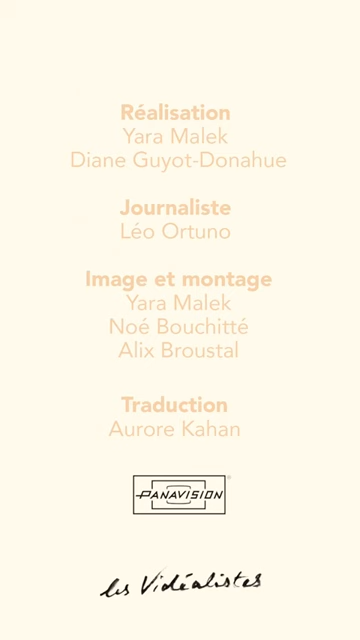 Réalisation
Yara Malek
Diane Guyot-Donahue
Journaliste
Léo Ortuno
Image et montage
Yara Malek
Noé Bouchitté
Alix Broustal
Traduction
Aurore Kahan
PANAVISION®
les Vidéalistes